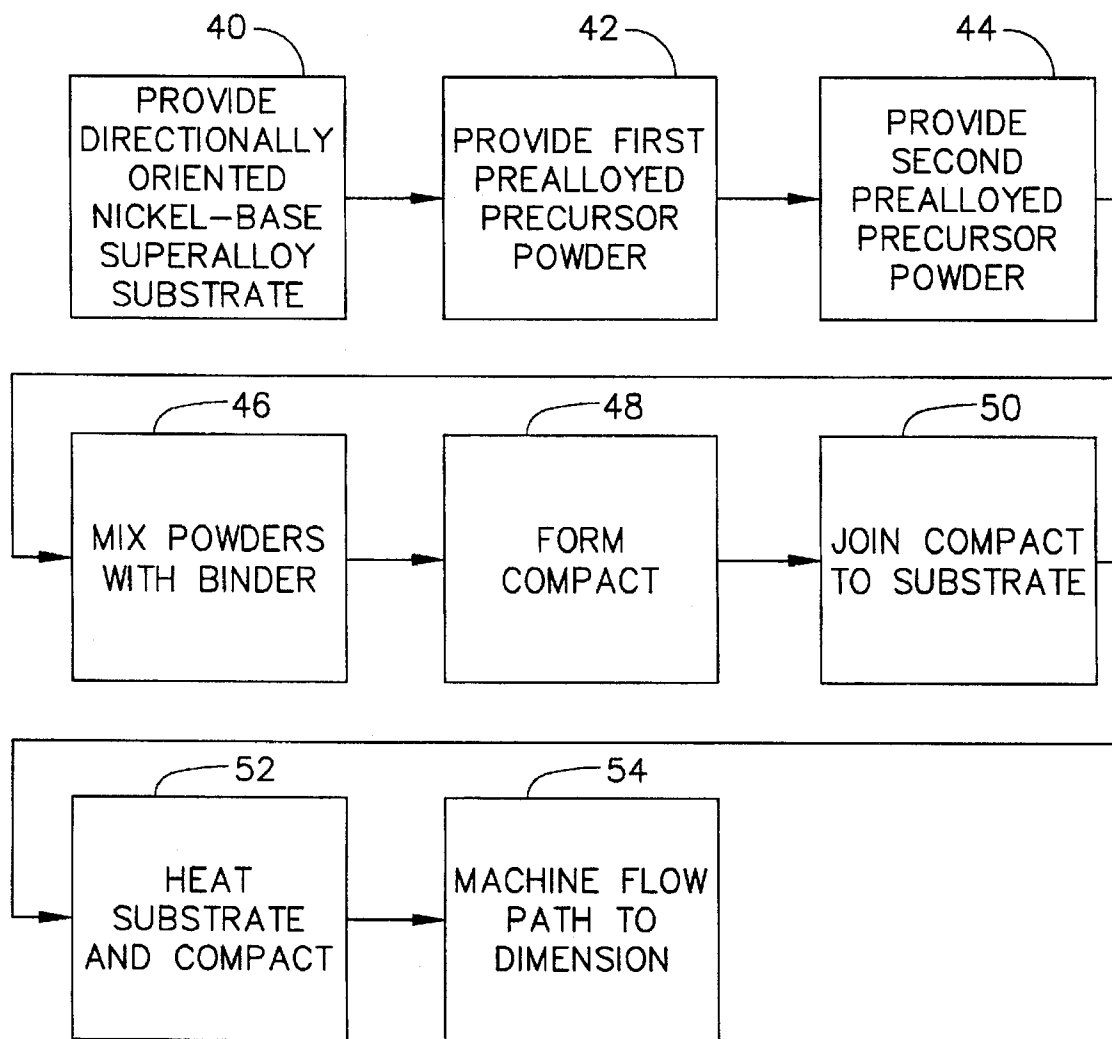 40
PROVIDE
DIRECTIONALLY
ORIENTED
NICKEL-BASE
SUPERALLOY
SUBSTRATE
42
PROVIDE FIRST
PREALLOYED
PRECURSOR
POWDER
44
PROVIDE
SECOND
PREALLOYED
PRECURSOR
POWDER
46
MIX POWDERS
WITH BINDER
48
FORM
COMPACT
50
JOIN COMPACT
TO SUBSTRATE
52
HEAT
SUBSTRATE
AND COMPACT
54
MACHINE FLOW
PATH TO
DIMENSION